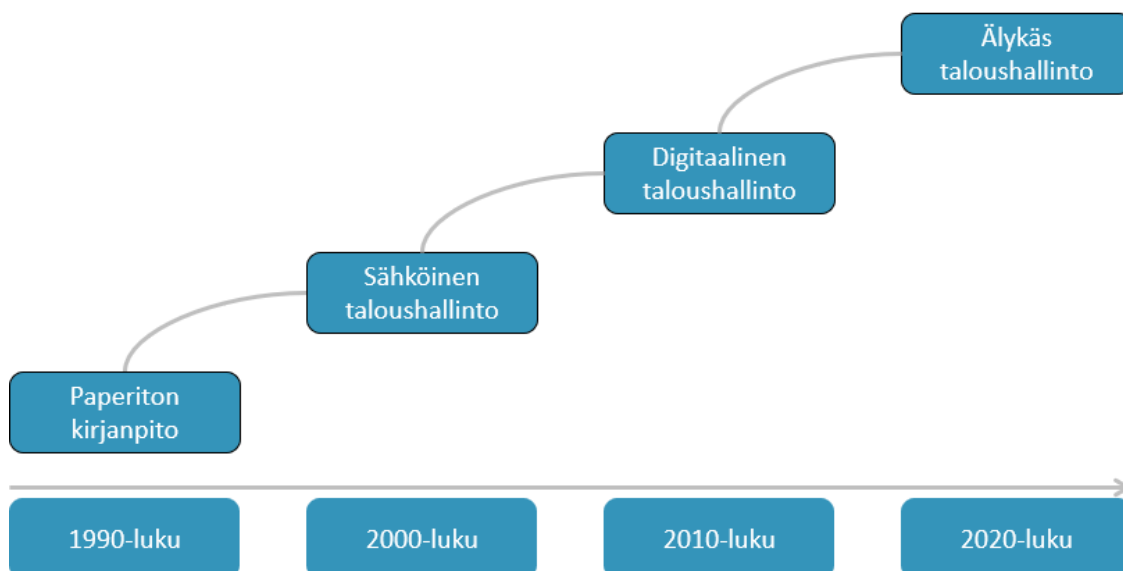 Älykäs
taloushallinto
Digitaalinen
taloushallinto
Sähköinen
taloushallinto
Paperiton
kirjanpito
1990-luku
2000-luku
2010-luku
2020-luku